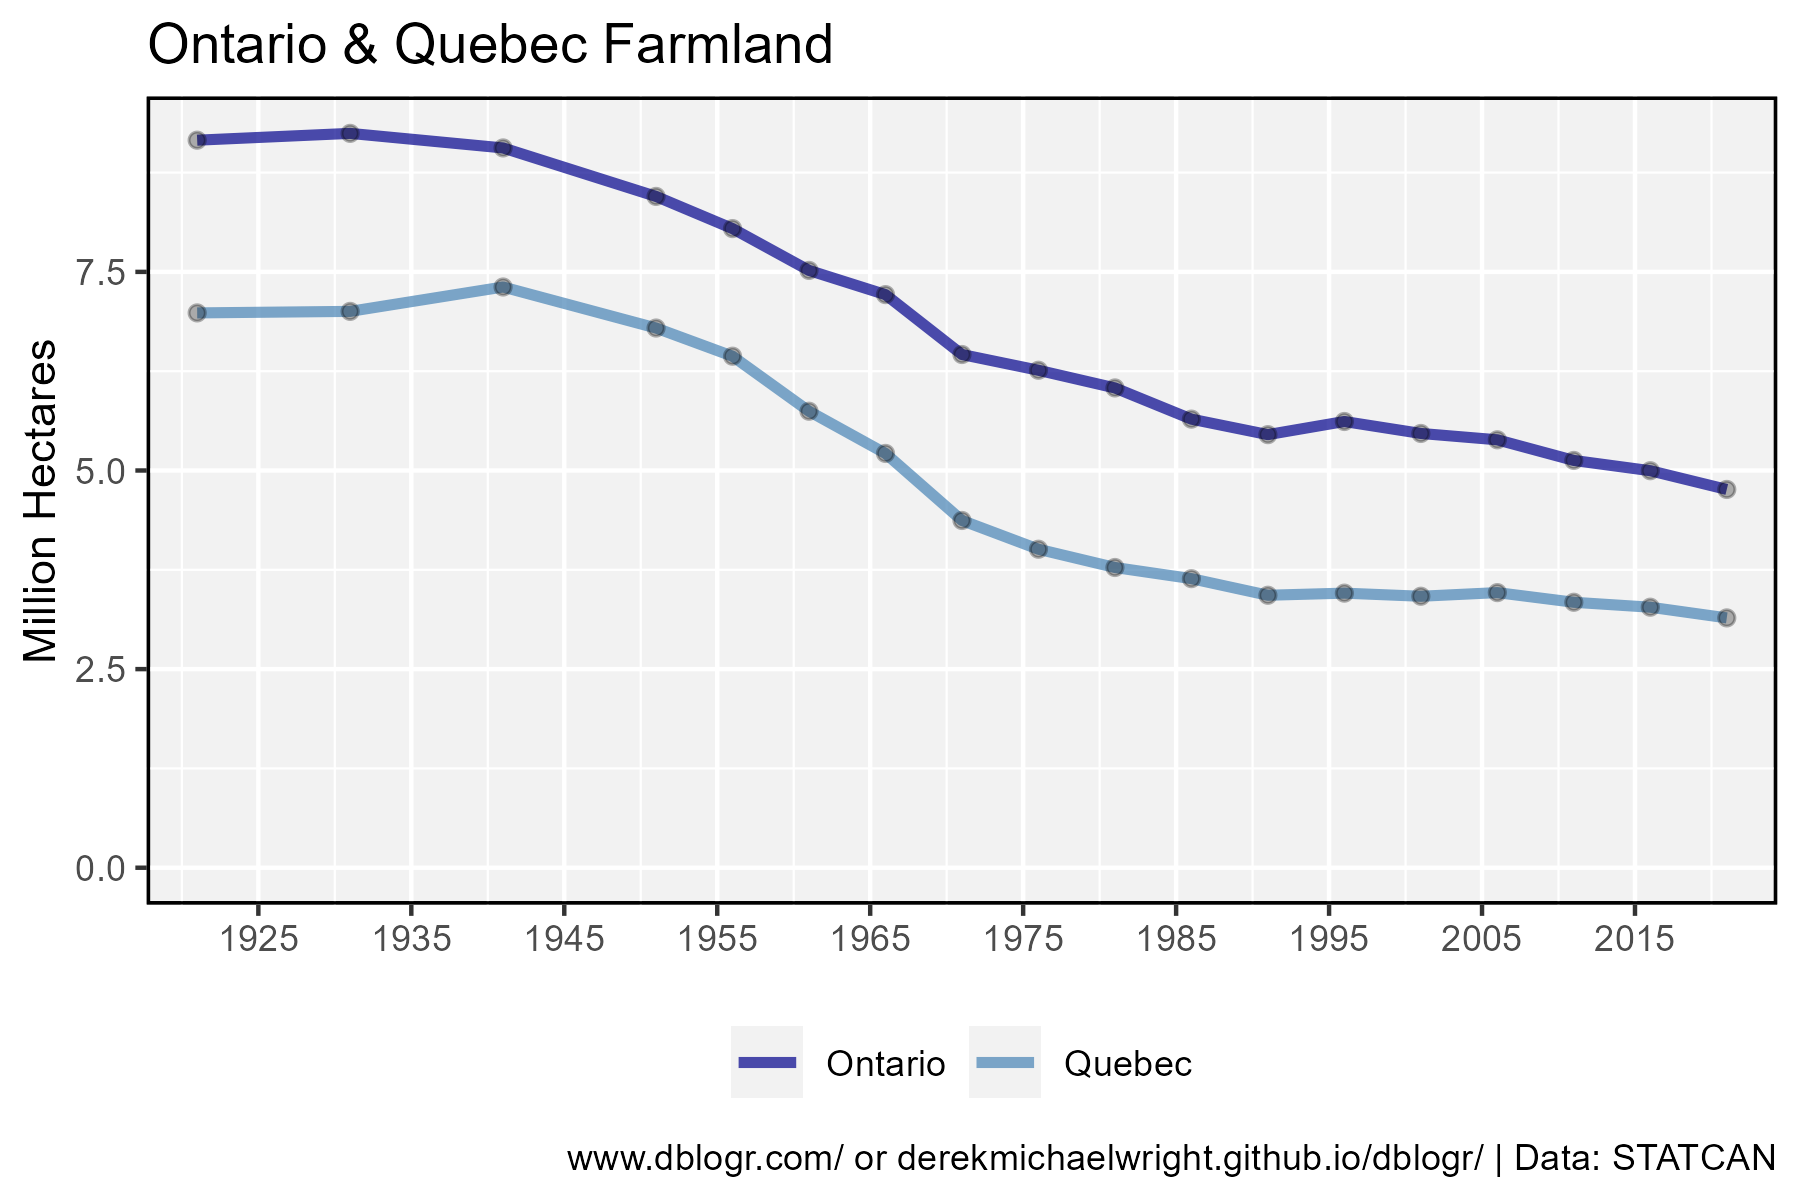 Ontario & Quebec Farmland
Million Hectares
7.5
5.0
2.5
0.0
1925 1935 1945 1955 1965 1975 1985 1995 2005 2015
Ontario Quebec
www.dblogr.com/ or derekmichaelwright.github.io/dblogr/ | Data: STATCAN